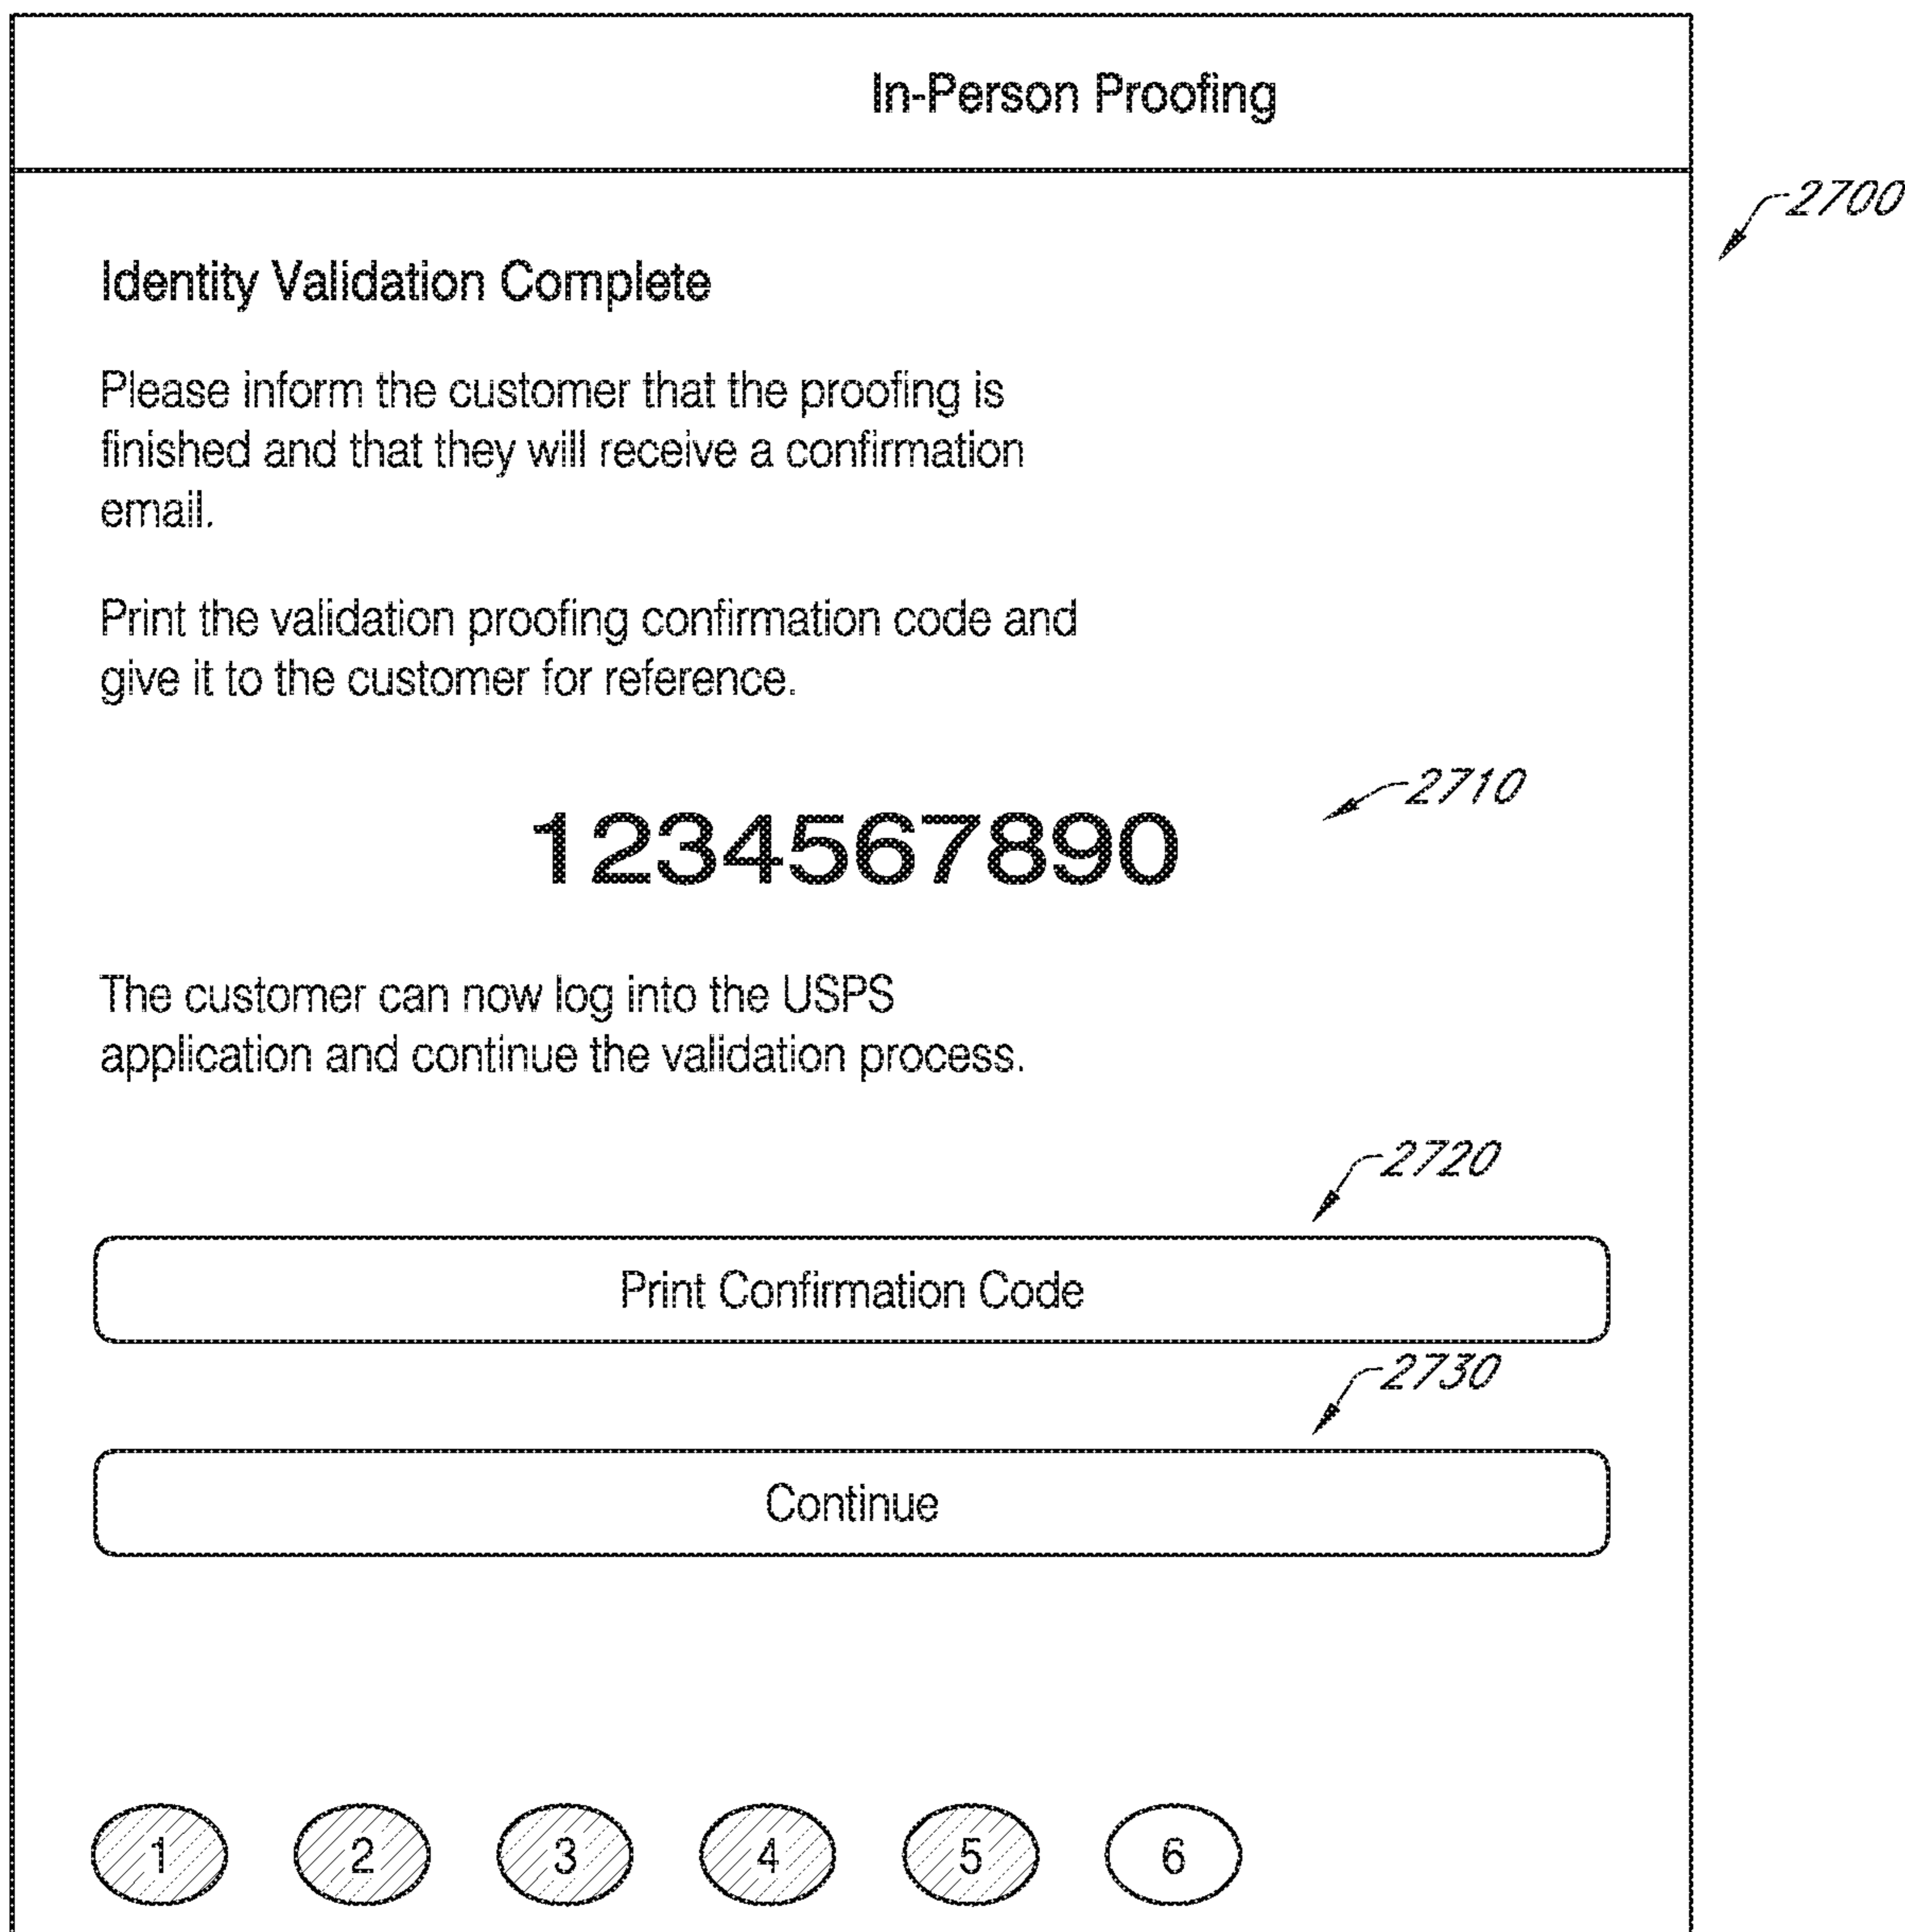 In-Person Proofing
2700
Identity Validation Complete
Please inform the customer that the proofing is
finished and that they will receive a confirmation
email.
Print the validation proofing confirmation code and
give it to the customer for reference.
2710
1234567890
The customer can now log into the USPS
application and continue the validation process.
2720
Print Confirmation Code
2730
Continue
1 2 3 4 5 6